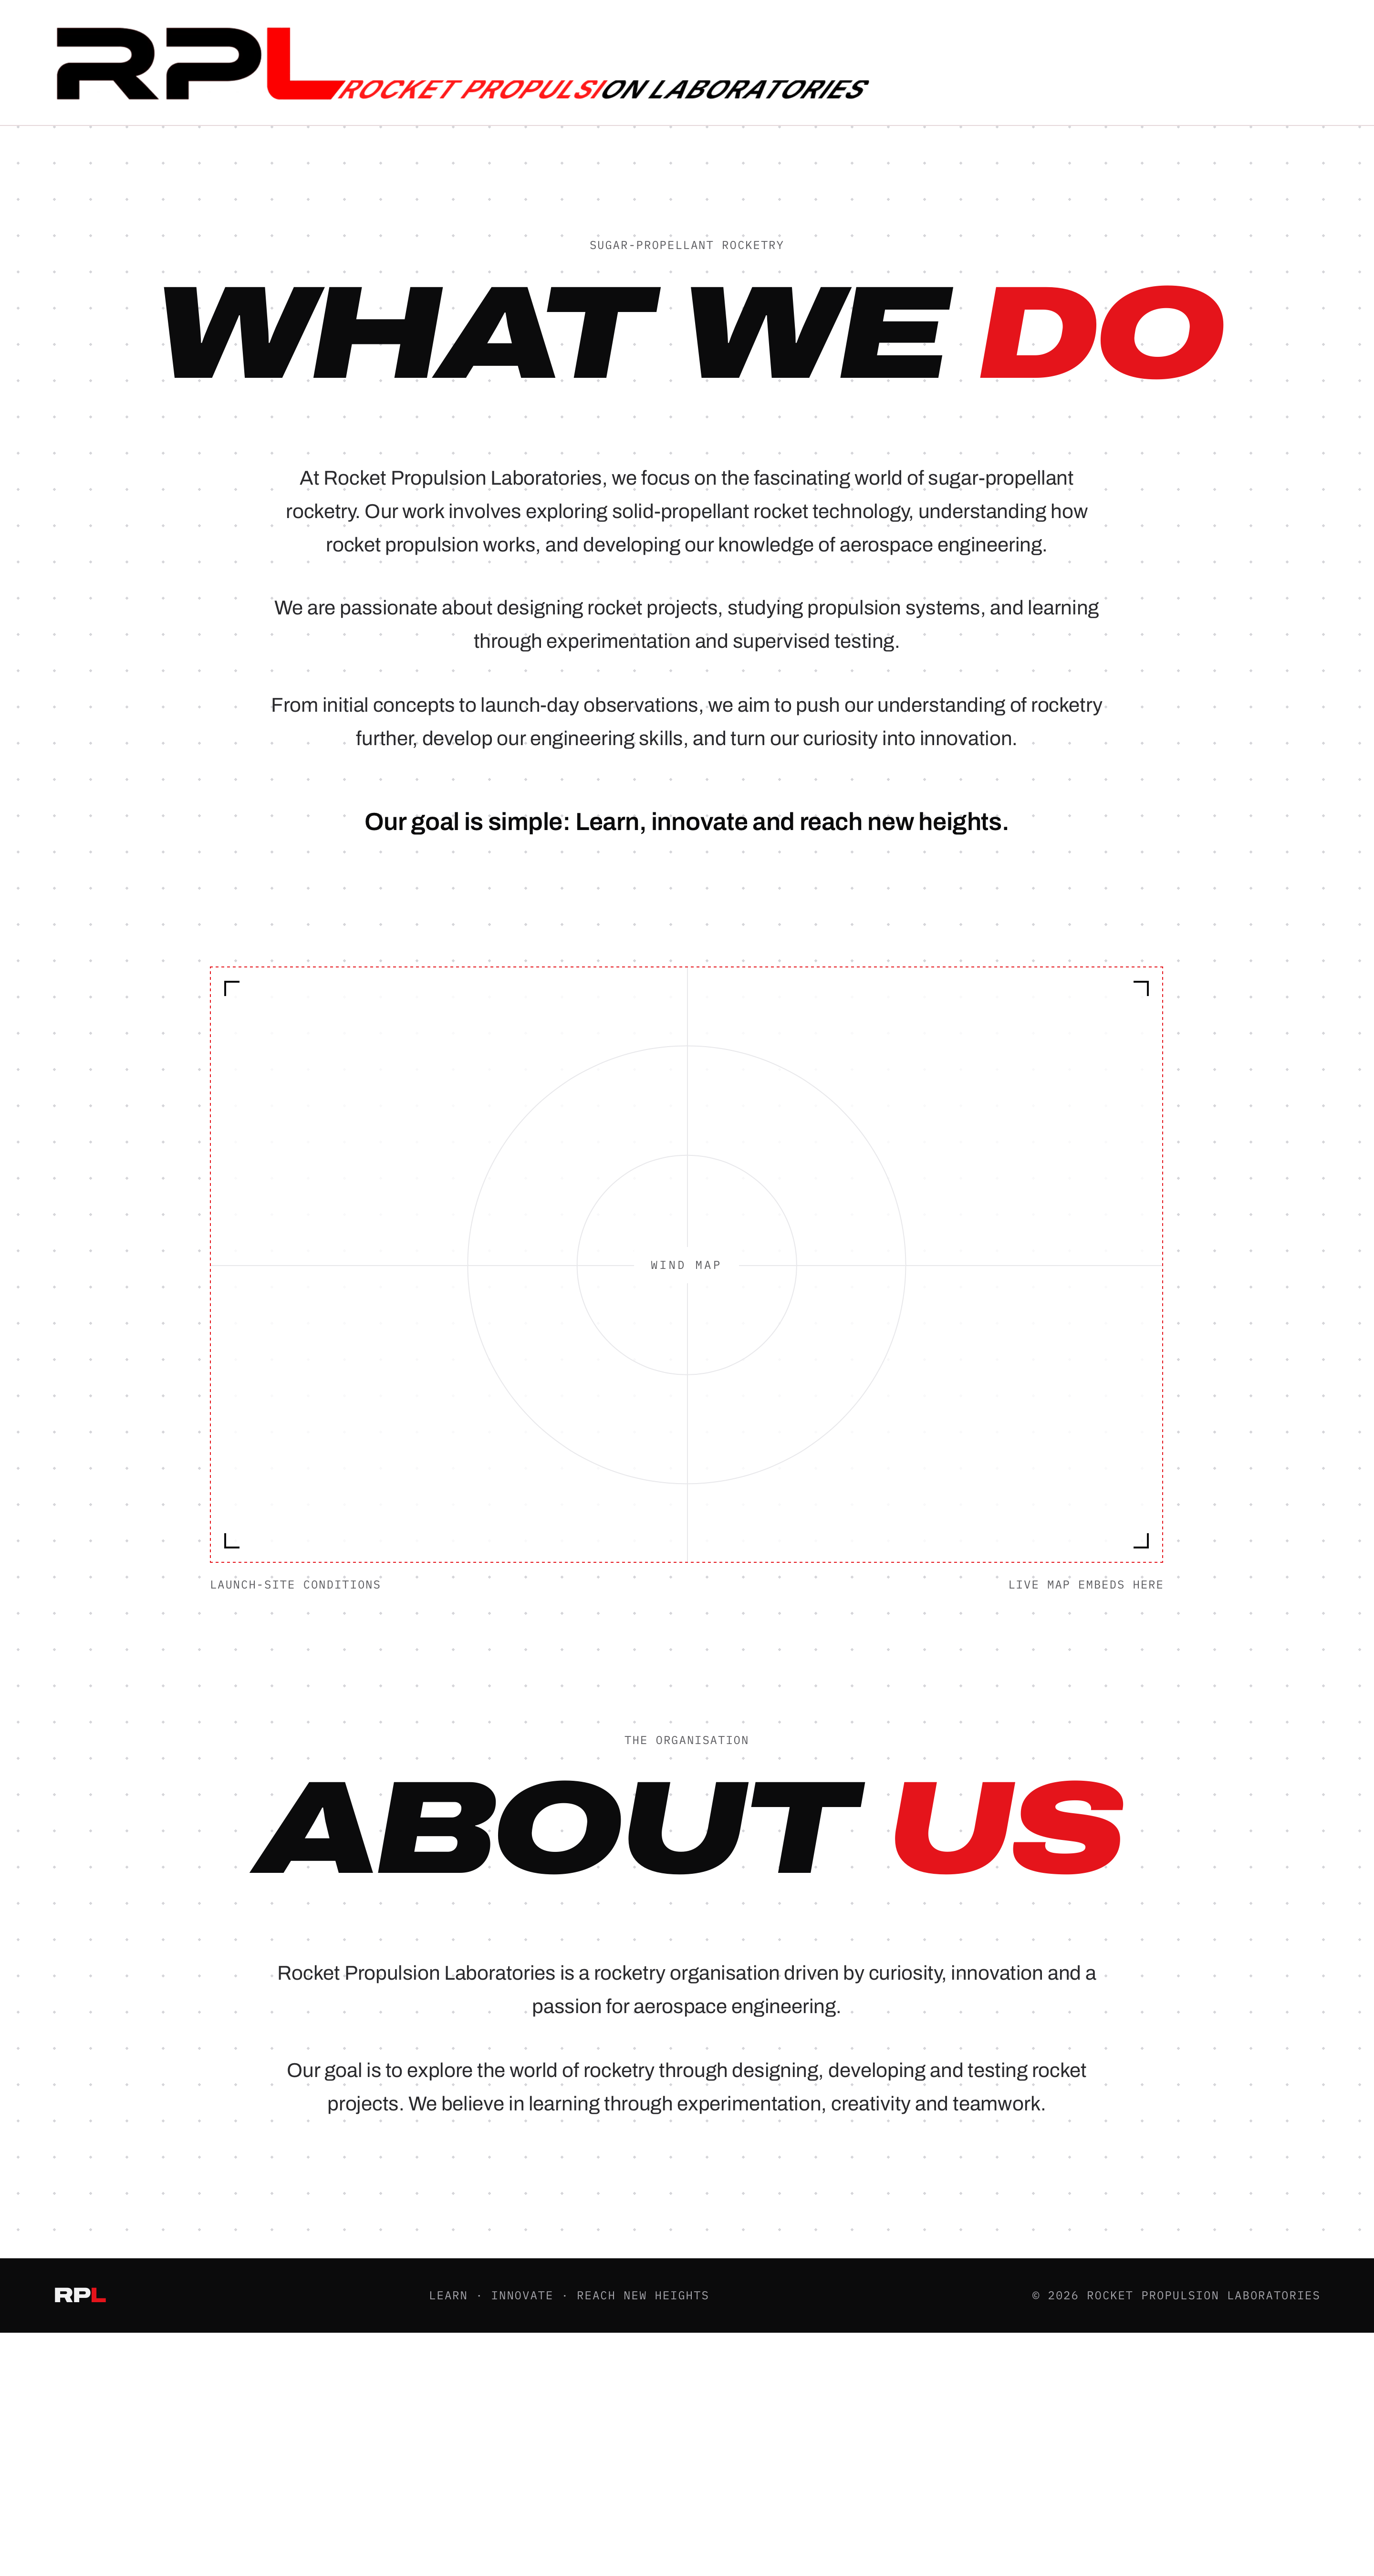 RPL ROCKET PROPULSION LABORATORIES
SUGAR-PROPELLANT ROCKETRY
WHAT WE DO
At Rocket Propulsion Laboratories, we focus on the fascinating world of sugar-propellant
rocketry. Our work involves exploring solid-propellant rocket technology, understanding how
rocket propulsion works, and developing our knowledge of aerospace engineering.
We are passionate about designing rocket projects, studying propulsion systems, and learning
through experimentation and supervised testing.
From initial concepts to launch-day observations, we aim to push our understanding of rocketry
further, develop our engineering skills, and turn our curiosity into innovation.
Our goal is simple: Learn, innovate and reach new heights.
WIND MAP
LAUNCH-SITE CONDITIONS
LIVE MAP EMBEDS HERE
THE ORGANISATION
ABOUT US
Rocket Propulsion Laboratories is a rocketry organisation driven by curiosity, innovation and a
passion for aerospace engineering.
Our goal is to explore the world of rocketry through designing, developing and testing rocket
projects. We believe in learning through experimentation, creativity and teamwork.
RPL
LEARN · INNOVATE · REACH NEW HEIGHTS
© 2026 ROCKET PROPULSION LABORATORIES